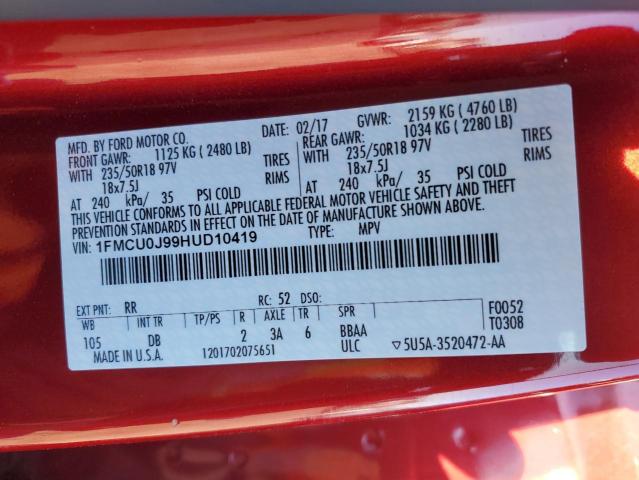 MFD. BY FORD MOTOR CO.
DATE: 02/17 GVWR: 2159 KG ( 4760 LB)
FRONT GAWR: 1125 KG ( 2480 LB) REAR GAWR: 1034 KG ( 2280 LB)
WITH 235/50R18 97V TIRES WITH 235/50R18 97V TIRES
18x7.5J RIMS 18x7.5J RIMS
AT 240 kPa/ 35 PSI COLD AT 240 kPa/ 35 PSI COLD
THIS VEHICLE CONFORMS TO ALL APPLICABLE FEDERAL MOTOR VEHICLE SAFETY AND THEFT
PREVENTION STANDARDS IN EFFECT ON THE DATE OF MANUFACTURE SHOWN ABOVE.
VIN: 1FMCU0J99HUD10419 TYPE: MPV
EXT PNT: RR RC: 52 DSO:
WB INT TR TP/PS R AXLE TR SPR F0052
105 DB 2 3A 6 BBAA T0308
MADE IN U.S.A. 1201702075651 ULC ▽5U5A-3520472-AA